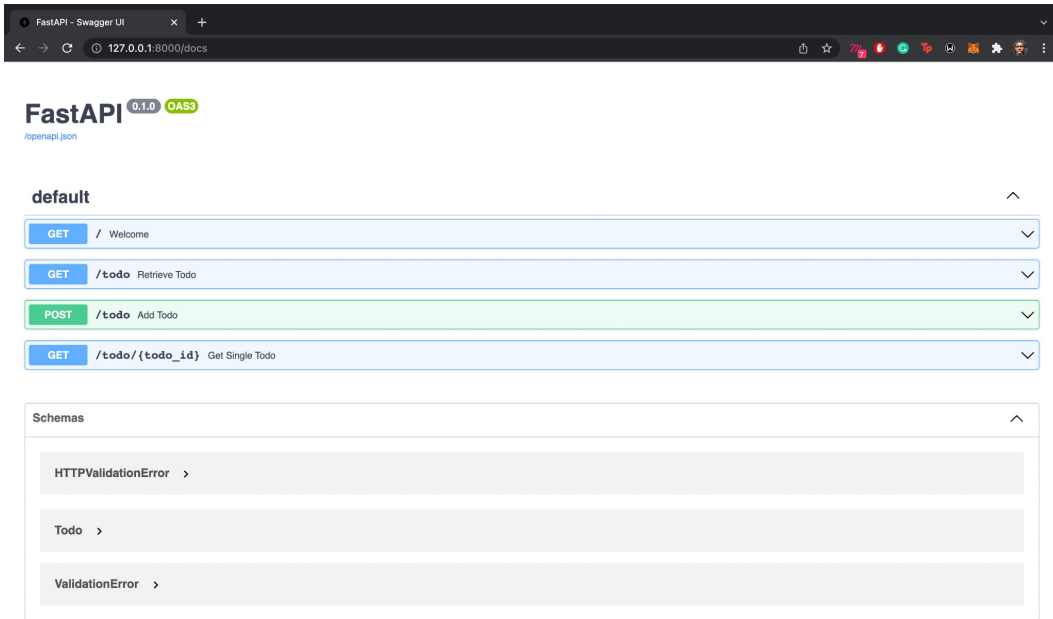 FastAPI - Swagger UI
127.0.0.1:8000/docs
7
FastAPI 0.1.0 OAS3
/openapi.json
default
GET / Welcome
GET /todo Retrieve Todo
POST /todo Add Todo
GET /todo/{todo_id} Get Single Todo
Schemas
HTTPValidationError
Todo
ValidationError